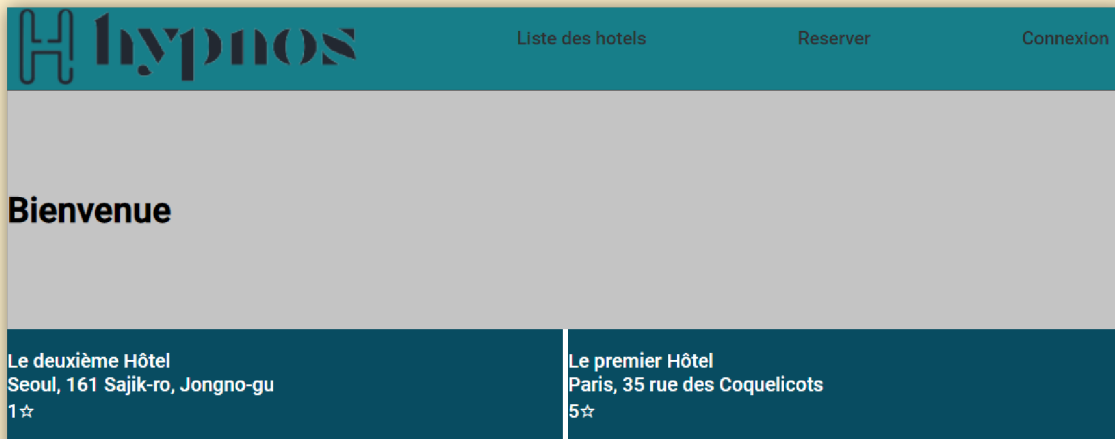 H hypnos
Liste des hotels Reserver Connexion
Bienvenue
Le deuxième Hôtel
Seoul, 161 Sajik-ro, Jongno-gu
1☆
Le premier Hôtel
Paris, 35 rue des Coquelicots
5☆